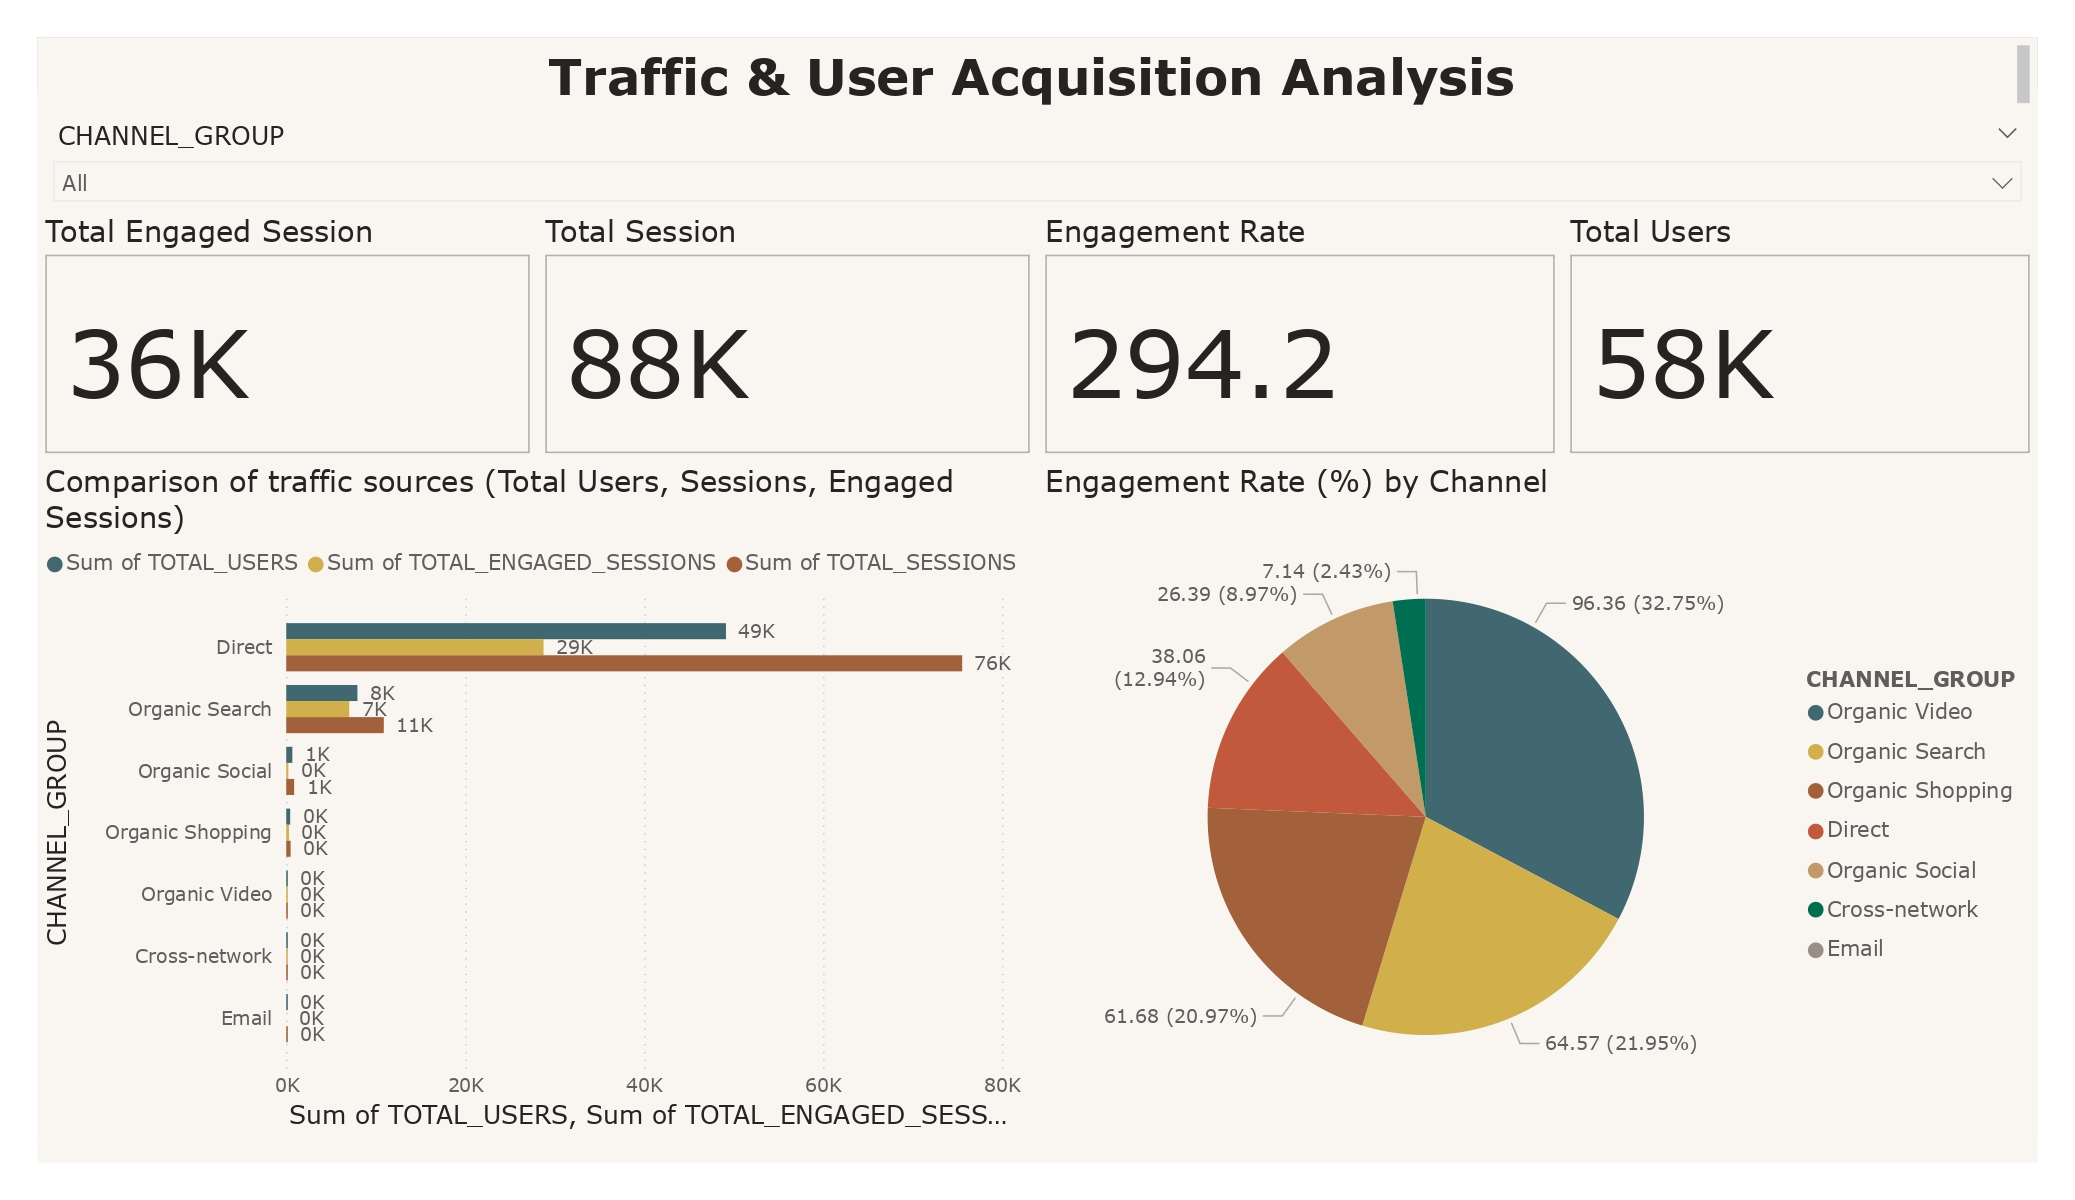 Traffic & User Acquisition Analysis
CHANNEL_GROUP
All
Total Engaged Session
36K
Total Session
88K
Engagement Rate
294.2
Total Users
58K
Comparison of traffic sources (Total Users, Sessions, Engaged
Sessions)
Sum of TOTAL_USERS Sum of TOTAL_ENGAGED_SESSIONS Sum of TOTAL_SESSIONS
CHANNEL_GROUP
Direct
49K
29K
76K
Organic Search
8K
7K
11K
Organic Social
1K
0K
1K
Organic Shopping
0K
0K
0K
Organic Video
0K
0K
0K
Cross-network
0K
0K
0K
Email
0K
0K
0K
0K 20K 40K 60K 80K
Sum of TOTAL_USERS, Sum of TOTAL_ENGAGED_SESS...
Engagement Rate (%) by Channel
7.14 (2.43%)
26.39 (8.97%)
38.06
(12.94%)
61.68 (20.97%)
64.57 (21.95%)
96.36 (32.75%)
CHANNEL_GROUP
Organic Video
Organic Search
Organic Shopping
Direct
Organic Social
Cross-network
Email